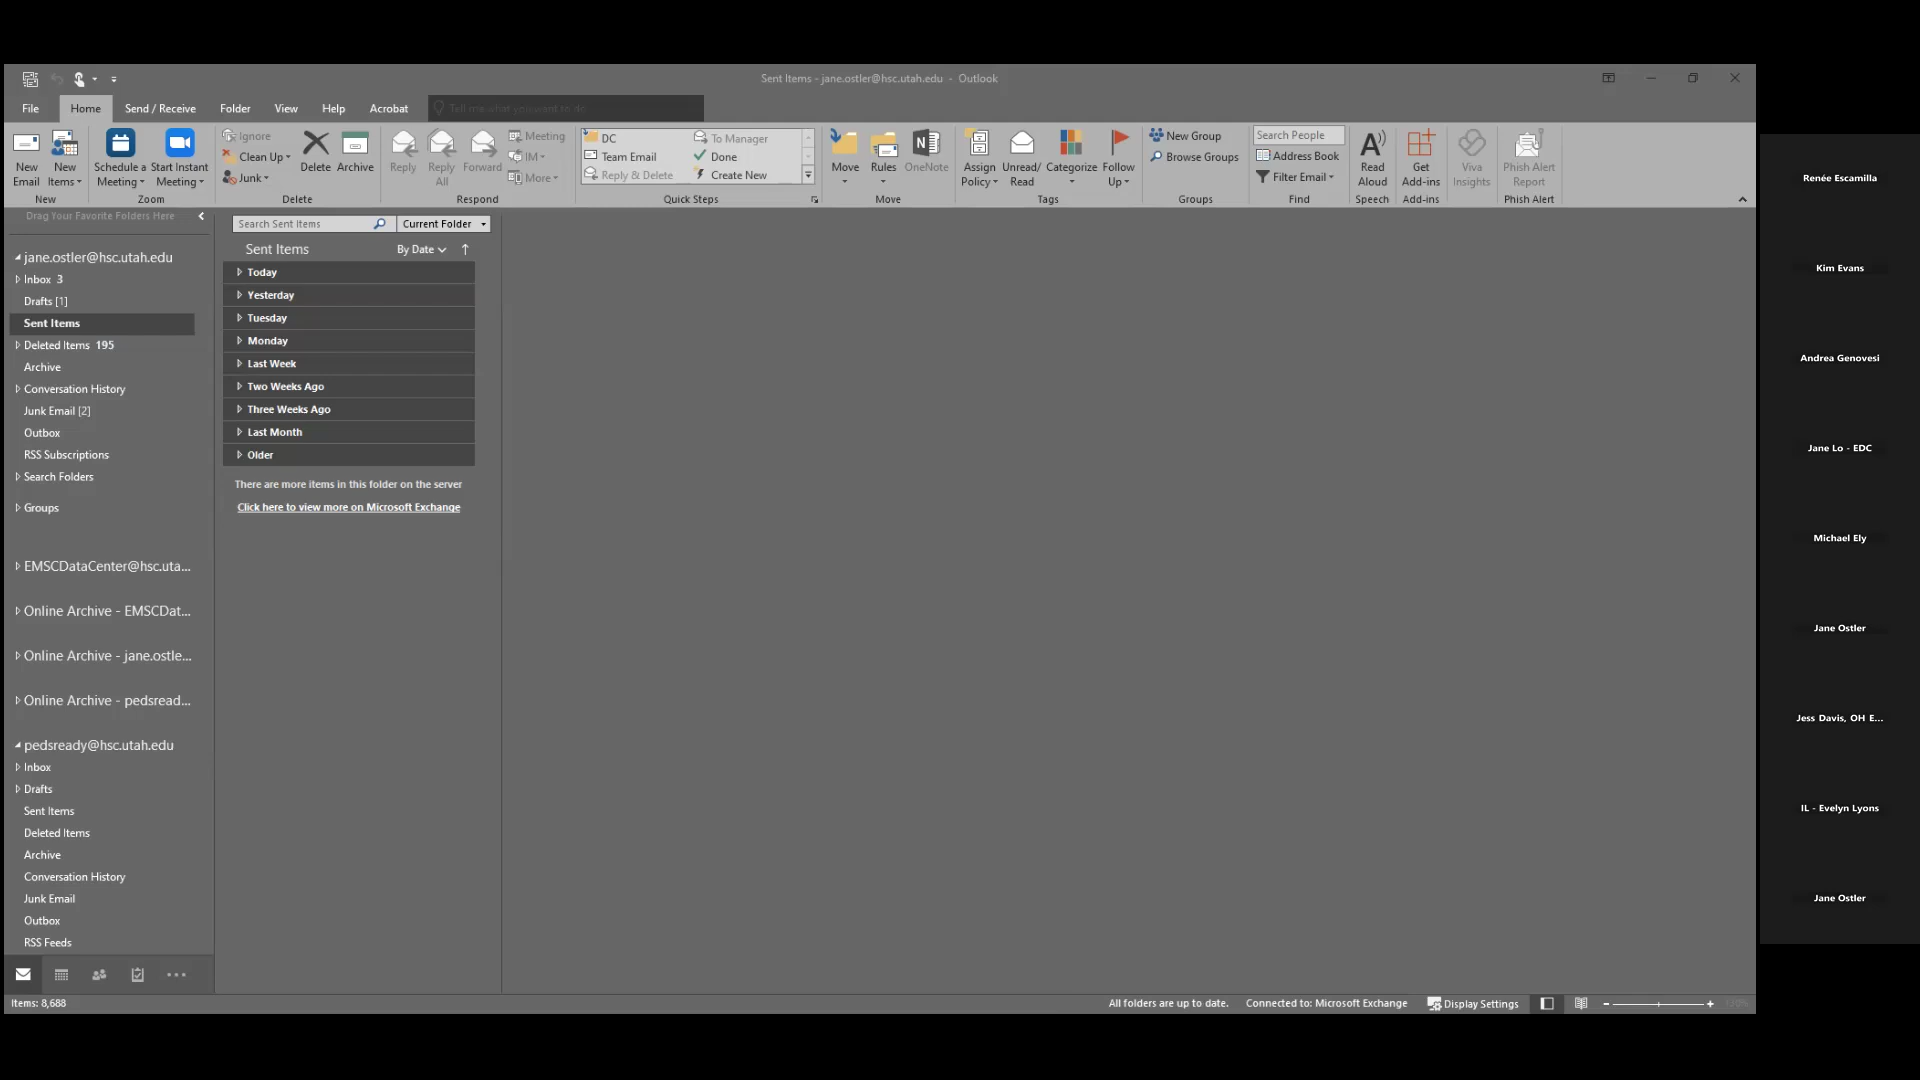 Sent Items - jane.ostler@hsc.utah.edu - Outlook
File Home Send / Receive Folder View Help Acrobat Tell me what you want to do
New Email
New Items
New
Schedule a Meeting
Start Instant Meeting
Zoom
Ignore
Clean Up
Junk
Delete
Archive
Delete
Reply
Reply All
Forward
Meeting
IM
More
Respond
DC
Team Email
Reply & Delete
To Manager
Done
Create New
Quick Steps
Move
Rules
OneNote
Move
Assign Policy
Unread/ Read
Categorize
Follow Up
Tags
New Group
Browse Groups
Groups
Search People
Address Book
Filter Email
Find
Read Aloud
Speech
Get Add-ins
Add-ins
Viva Insights
Phish Alert Report
Phish Alert
Drag Your Favorite Folders Here
jane.ostler@hsc.utah.edu
Inbox 3
Drafts [1]
Sent Items
Deleted Items 195
Archive
Conversation History
Junk Email [2]
Outbox
RSS Subscriptions
Search Folders
Groups
EMSCDataCenter@hsc.uta...
Online Archive - EMSCDat...
Online Archive - jane.ostle...
Online Archive - pedsread...
pedsready@hsc.utah.edu
Inbox
Drafts
Sent Items
Deleted Items
Archive
Conversation History
Junk Email
Outbox
RSS Feeds
Search Sent Items Current Folder
Sent Items By Date
Today
Yesterday
Tuesday
Monday
Last Week
Two Weeks Ago
Three Weeks Ago
Last Month
Older
There are more items in this folder on the server
Click here to view more on Microsoft Exchange
Items: 8,688
All folders are up to date. Connected to: Microsoft Exchange Display Settings
Renée Escamilla
Kim Evans
Andrea Genovesi
Jane Lo - EDC
Michael Ely
Jane Ostler
Jess Davis, OH E...
IL - Evelyn Lyons
Jane Ostler